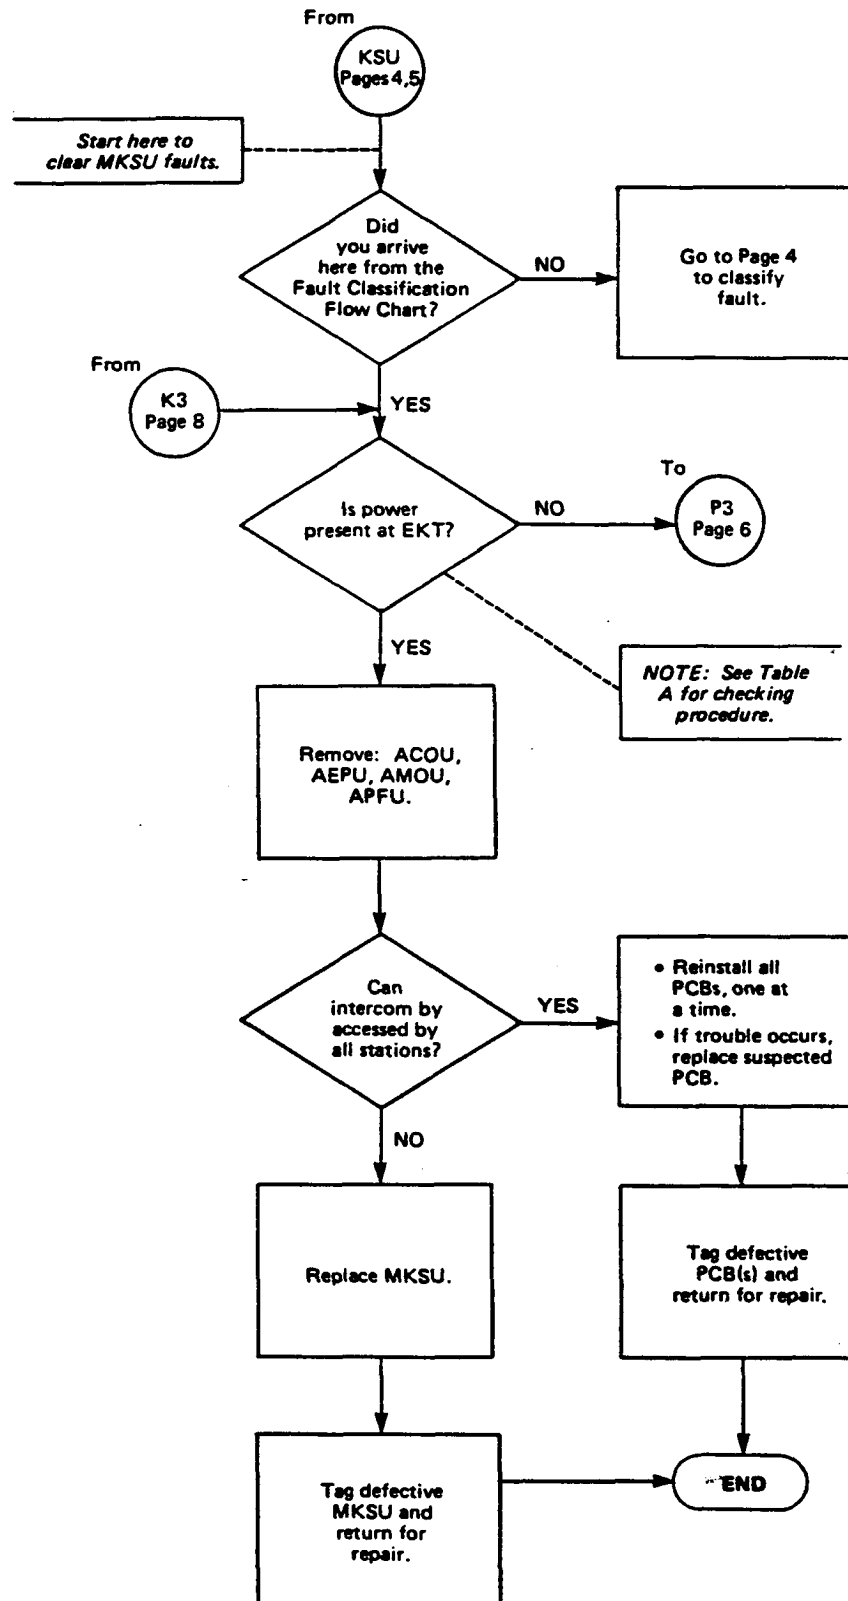 From
KSU
Pages 4,5
Start here to
clear MKSU faults.
Did
you arrive
here from the
Fault Classification
Flow Chart?
NO
Go to Page 4
to classify
fault.
From
K3
Page 8
YES
Is power
present at EKT?
NO
To
P3
Page 6
YES
NOTE: See Table
A for checking
procedure.
Remove: ACOU,
AEPU, AMOU,
APFU.
Can
intercom by
accessed by
all stations?
YES
• Reinstall all
PCBs, one at
a time.
• If trouble occurs,
replace suspected
PCB.
NO
Replace MKSU.
Tag defective
PCB(s) and
return for repair.
Tag defective
MKSU and
return for
repair.
END